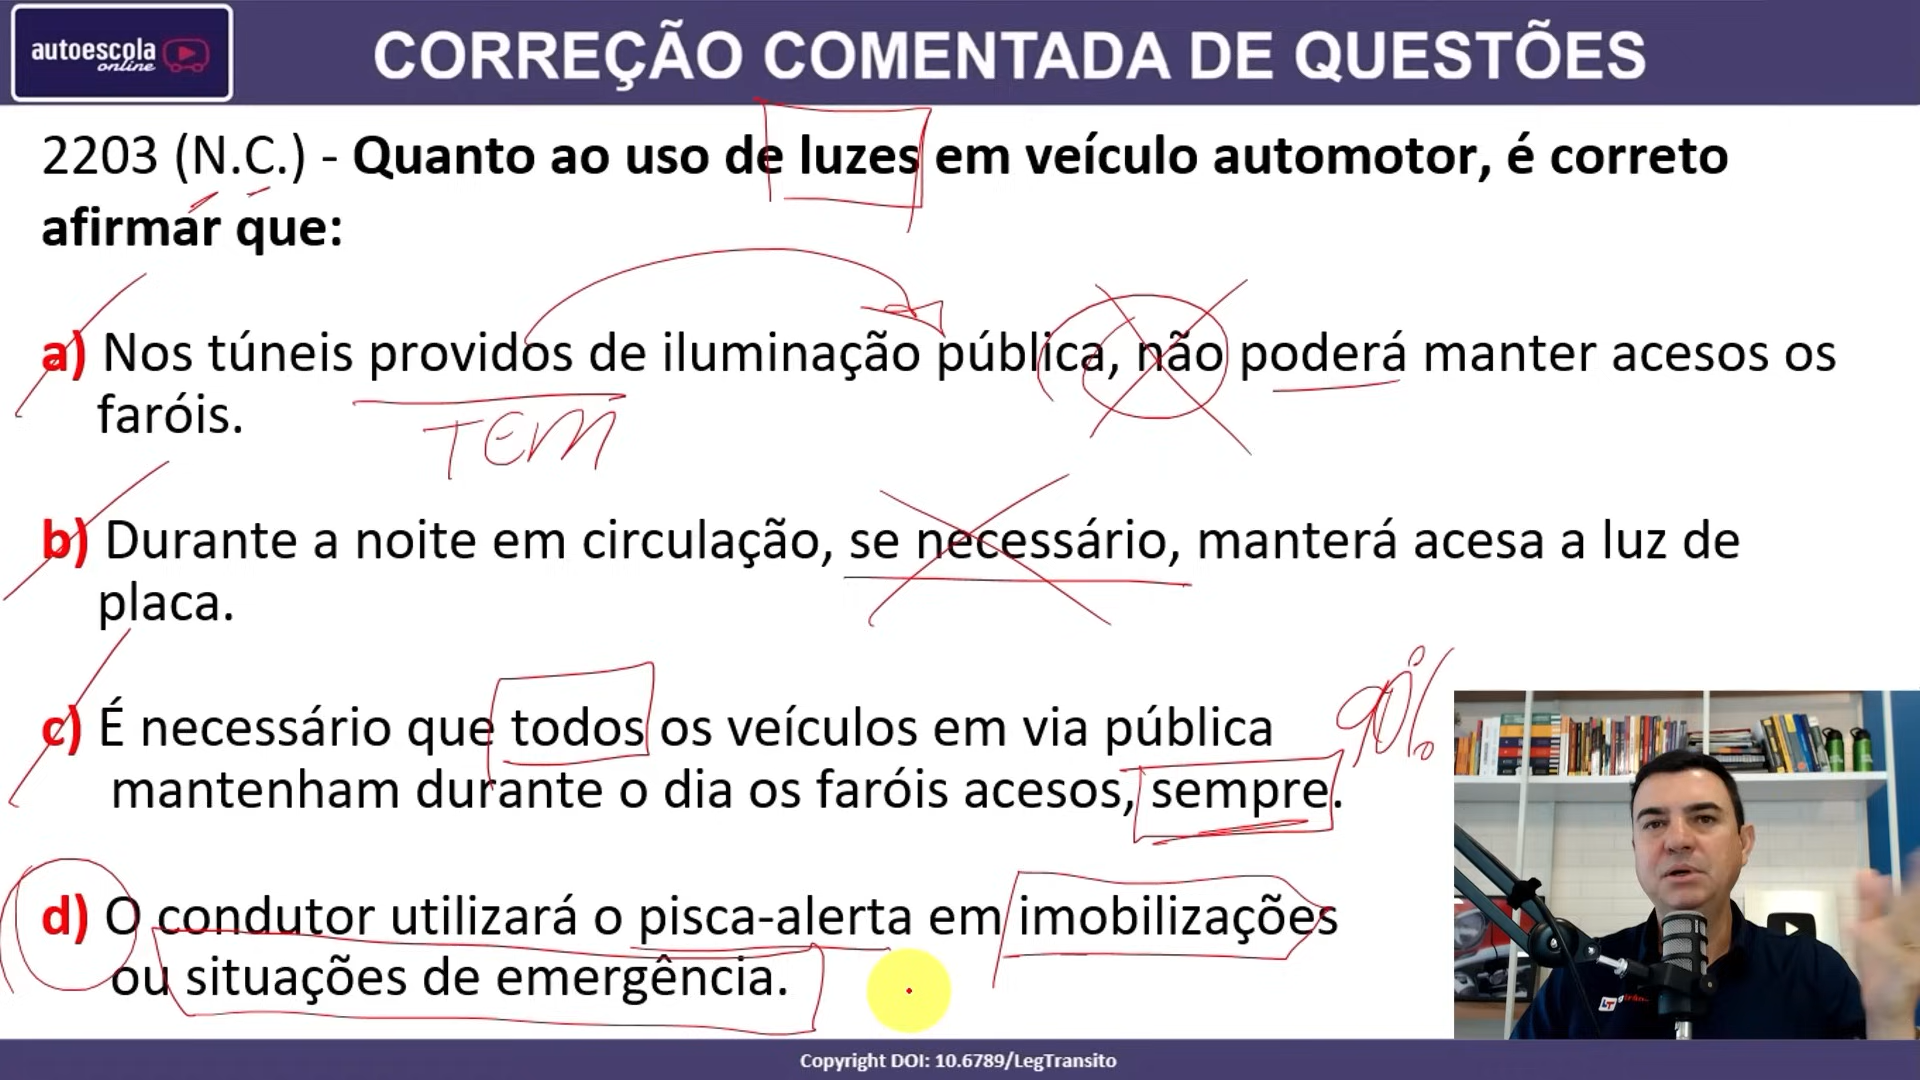 autoescola
online
CORREÇÃO COMENTADA DE QUESTÕES
2203 (N.C.) - Quanto ao uso de luzes em veículo automotor, é correto
afirmar que:
a) Nos túneis providos de iluminação pública, não poderá manter acesos os
faróis.
TEM
b) Durante a noite em circulação, se necessário, manterá acesa a luz de
placa.
90%
c) É necessário que todos os veículos em via pública
mantenham durante o dia os faróis acesos, sempre.
d) O condutor utilizará o pisca-alerta em imobilizações
ou situações de emergência.
Copyright DOI: 10.6789/LegTransito